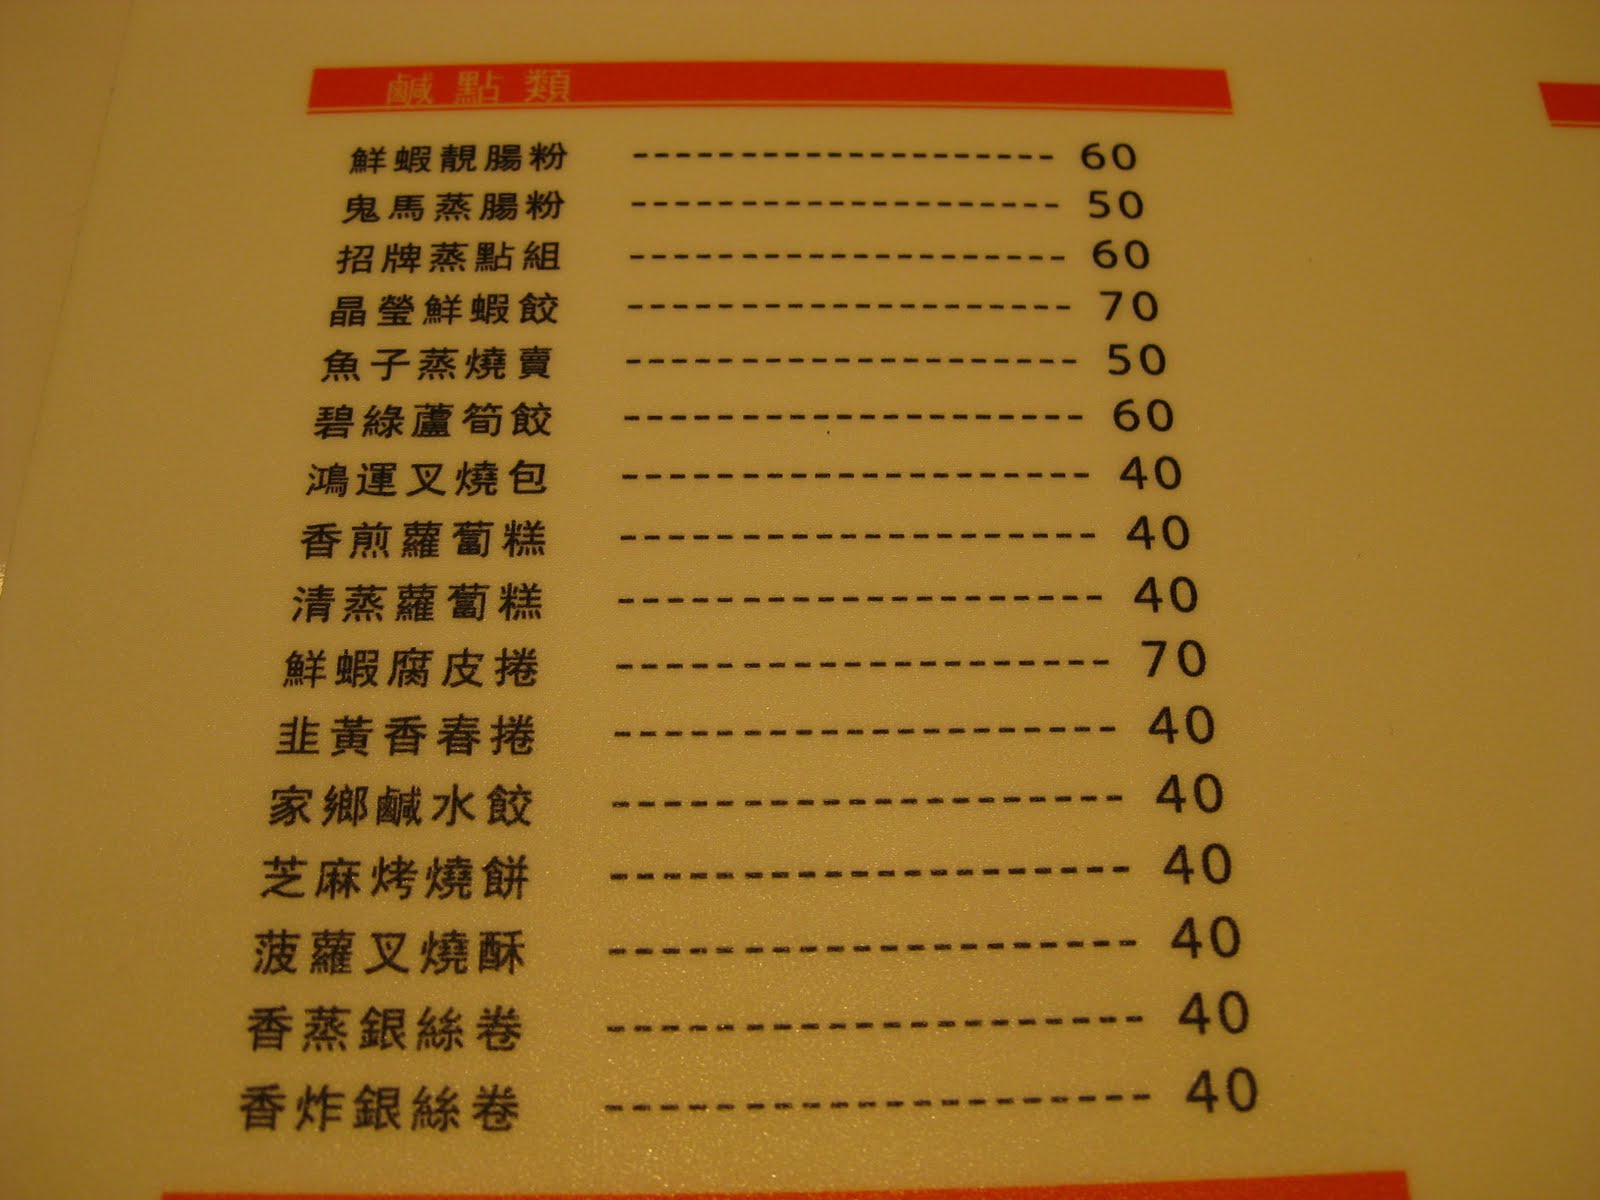 鹹點類
鮮蝦靚腸粉 ------------------- 60
鬼馬蒸腸粉 ------------------- 50
招牌蒸點組 ------------------- 60
晶瑩鮮蝦餃 ------------------- 70
魚子蒸燒賣 ------------------- 50
碧綠蘆筍餃 ------------------- 60
鴻運叉燒包 ------------------- 40
香煎蘿蔔糕 ------------------- 40
清蒸蘿蔔糕 ------------------- 40
鮮蝦腐皮捲 ------------------- 70
韭黃香春捲 ------------------- 40
家鄉鹹水餃 ------------------- 40
芝麻烤燒餅 ------------------- 40
菠蘿叉燒酥 ------------------- 40
香蒸銀絲卷 ------------------- 40
香炸銀絲卷 ------------------- 40